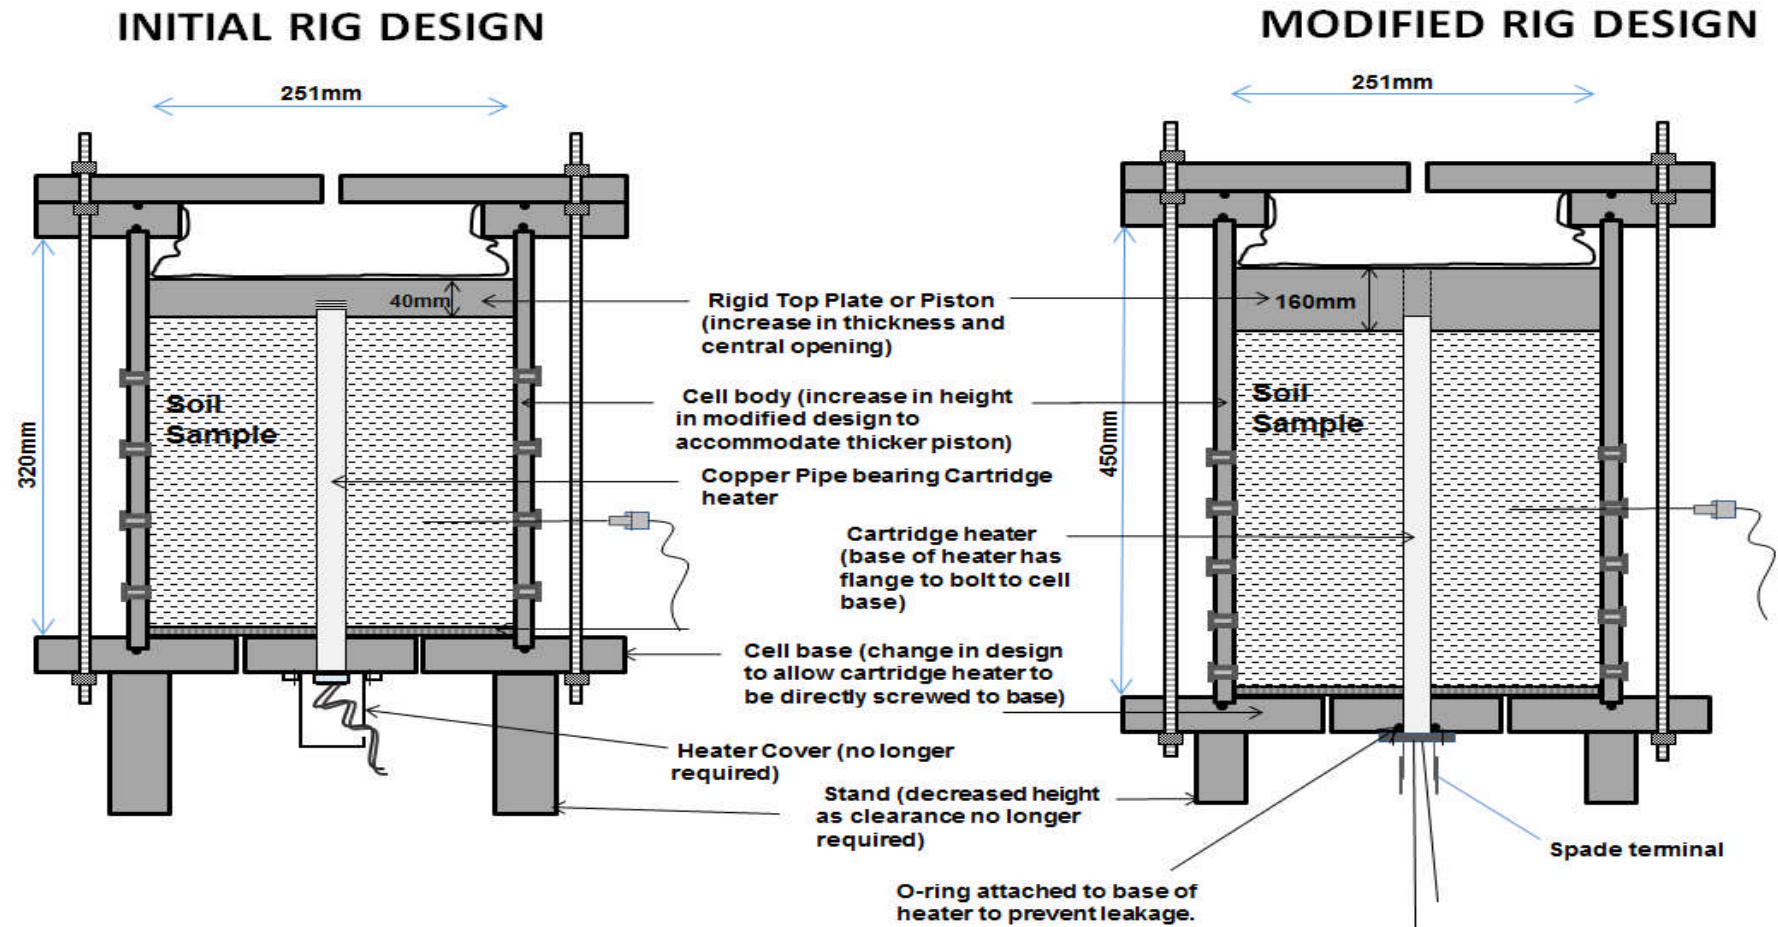 INITIAL RIG DESIGN
MODIFIED RIG DESIGN
251mm
251mm
40mm
160mm
Rigid Top Plate or Piston
(increase in thickness and
central opening)
Soil
Sample
Cell body (increase in height
in modified design to
accommodate thicker piston)
Soil
Sample
320mm
450mm
Copper Pipe bearing Cartridge
heater
Cartridge heater
(base of heater has
flange to bolt to cell
base)
Cell base (change in design
to allow cartridge heater to
be directly screwed to base)
Heater Cover (no longer
required)
Stand (decreased height
as clearance no longer
required)
Spade terminal
O-ring attached to base of
heater to prevent leakage.